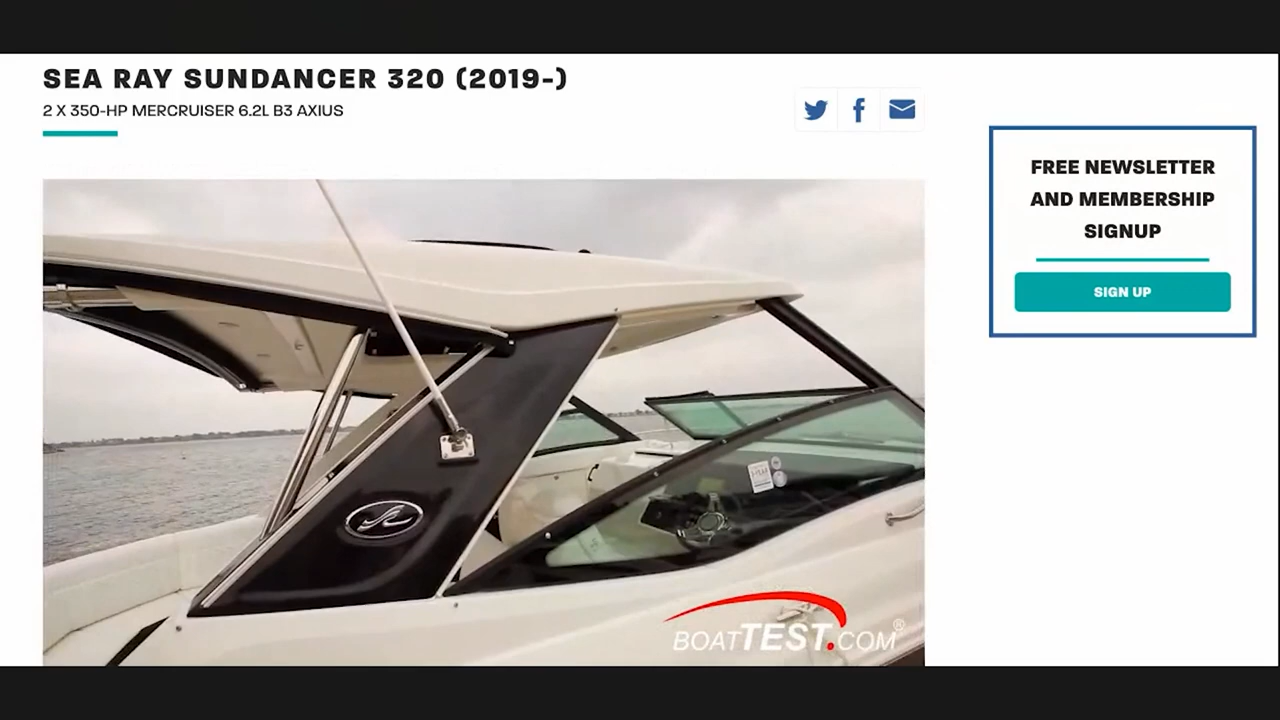 SEA RAY SUNDANCER 320 (2019-)
2 X 350-HP MERCRUISER 6.2L B3 AXIUS
FREE NEWSLETTER
AND MEMBERSHIP
SIGNUP
SIGN UP
BOATTEST.COM®